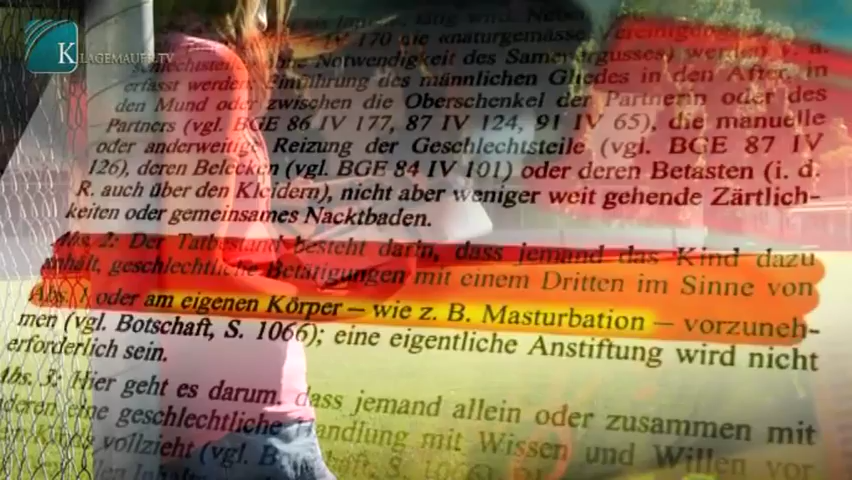 KLAGEMAUER.TV
IV 170 die
ohne Notwendigkeit des Samenergusses) werden
erfasst werden: Einführung des männlichen Gliedes in den After, in
den Mund oder zwischen die Oberschenkel der Partnerin oder des
Partners (vgl. BGE 86 IV 177, 87 IV 124, 91 IV 65), die manuelle
oder anderweitige Reizung der Geschlechtsteile (vgl. BGE 87 IV
126), deren Belecken (vgl. BGE 84 IV 101) oder deren Betasten (i. d.
R. auch über den Kleidern), nicht aber weniger weit gehende Zärtlich-
keiten oder gemeinsames Nacktbaden.
Abs. 2: Der Tatbestand besteht darin, dass jemand das Kind dazu
anhält, geschlechtliche Betätigungen mit einem Dritten im Sinne von
Abs. 1 oder am eigenen Körper – wie z. B. Masturbation – vorzuneh-
men (vgl. Botschaft, S. 1066); eine eigentliche Anstiftung wird nicht
erforderlich sein.
Abs. 3: Hier geht es darum, dass jemand allein oder zusammen mit
eine geschlechtliche Handlung mit Wissen und Willen vor
vollzieht (vgl. S. 1066).